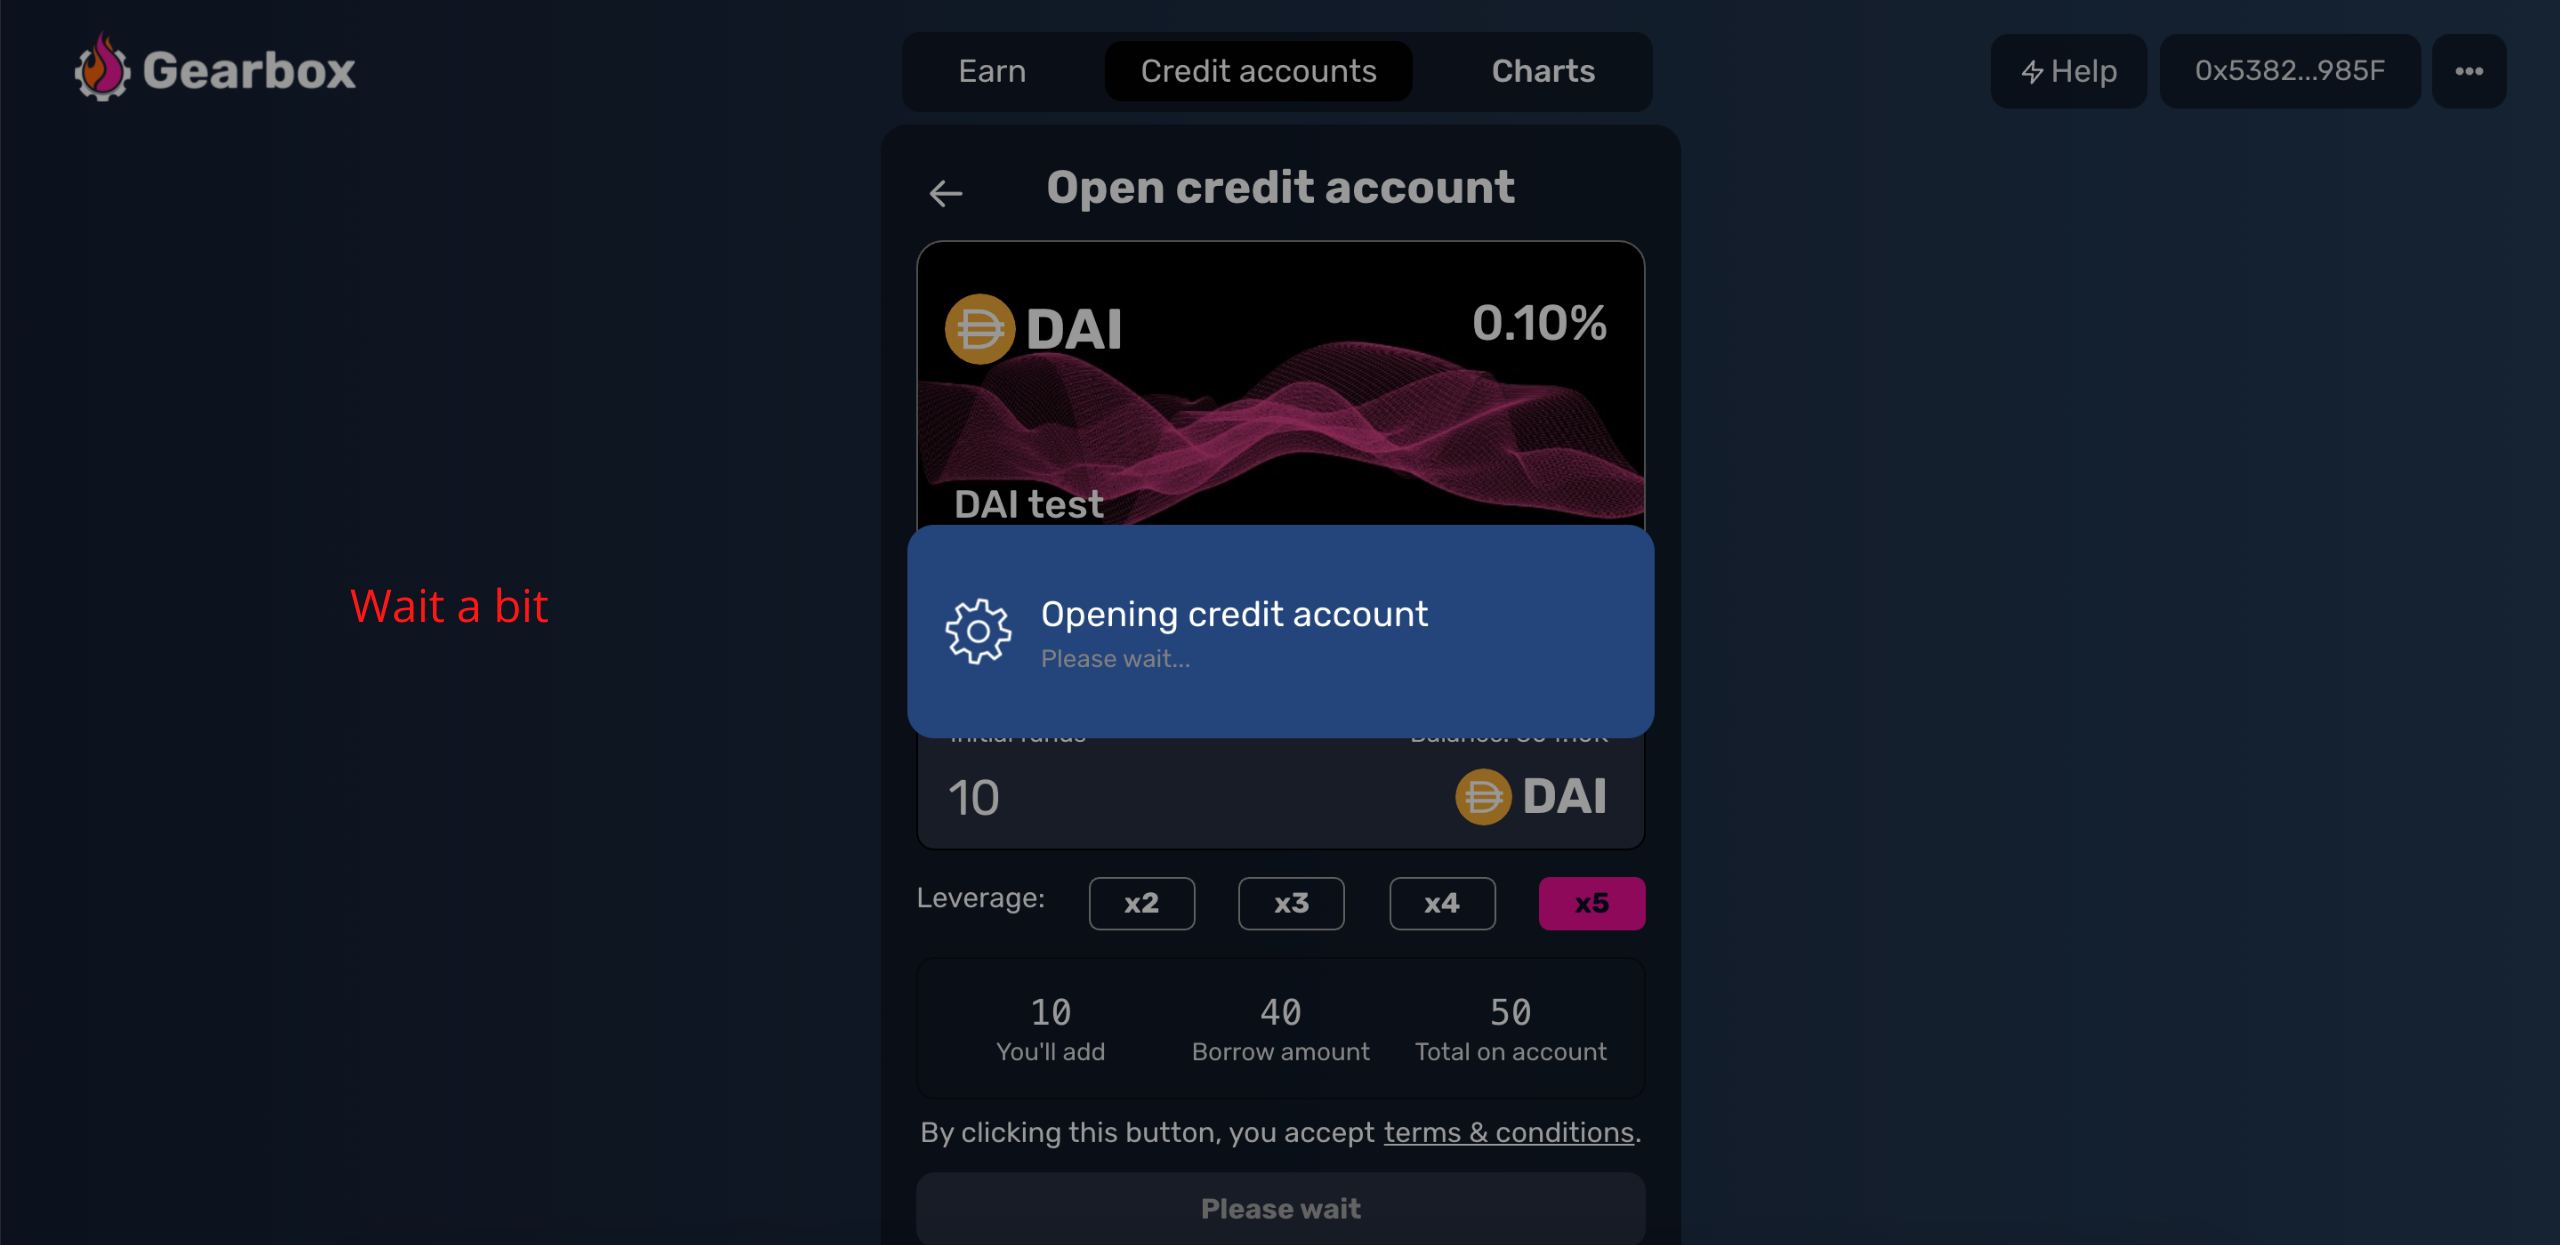 Gearbox
Earn
Credit accounts
Charts
Help
0x5382...985F
Open credit account
DAI
0.10%
DAI test
Wait a bit
Opening credit account
Please wait...
Initial funds
10
DAI
Leverage:
x2
x3
x4
x5
10
40
50
You'll add
Borrow amount
Total on account
By clicking this button, you accept terms & conditions.
Please wait